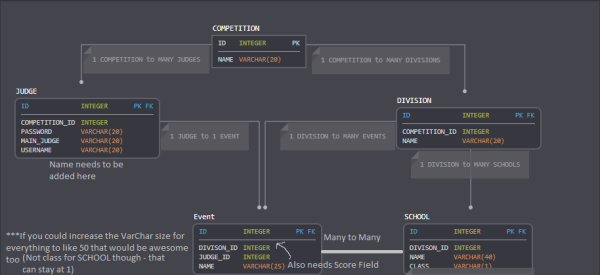 COMPETITION
ID INTEGER PK
NAME VARCHAR(20)
1 COMPETITION to MANY JUDGES
1 COMPETITION to MANY DIVISIONS
JUDGE
ID INTEGER PK FK
COMPETITION_ID INTEGER
PASSWORD VARCHAR(20)
MAIN_JUDGE VARCHAR(20)
USERNAME VARCHAR(20)
Name needs to
be added here
DIVISION
ID INTEGER PK FK
COMPETITION_ID INTEGER
NAME VARCHAR(20)
1 JUDGE to 1 EVENT
1 DIVISION to MANY EVENTS
1 DIVISION to MANY SCHOOLS
***If you could increase the VarChar size for
everything to like 50 that would be awesome
too (Not class for SCHOOL though - that
can stay at 1)
Event
ID INTEGER PK FK
DIVISON_ID INTEGER
JUDGE_ID INTEGER
NAME VARCHAR(25)
Many to Many
Also needs Score Field
SCHOOL
ID INTEGER PK FK
DIVISON_ID INTEGER
NAME VARCHAR(40)
CLASS VARCHAR(1)